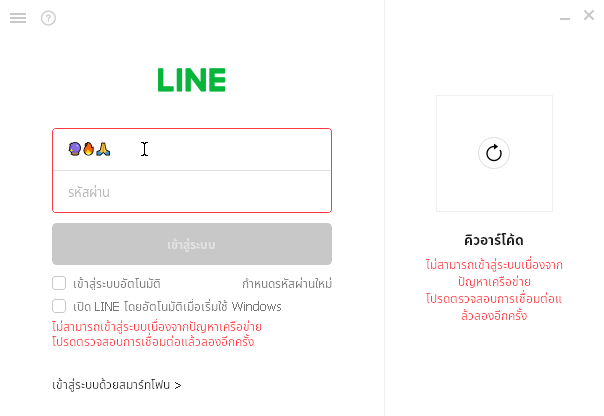 LINE
🔮🔥🙏
รหัสผ่าน
เข้าสู่ระบบ
เข้าสู่ระบบอัตโนมัติ กำหนดรหัสผ่านใหม่
เปิด LINE โดยอัตโนมัติเมื่อเริ่มใช้ Windows
ไม่สามารถเข้าสู่ระบบเนื่องจากปัญหาเครือข่าย
โปรดตรวจสอบการเชื่อมต่อแล้วลองอีกครั้ง
เข้าสู่ระบบด้วยสมาร์ทโฟน >
คิวอาร์โค้ด
ไม่สามารถเข้าสู่ระบบเนื่องจาก
ปัญหาเครือข่าย
โปรดตรวจสอบการเชื่อมต่อแ
ล้วลองอีกครั้ง